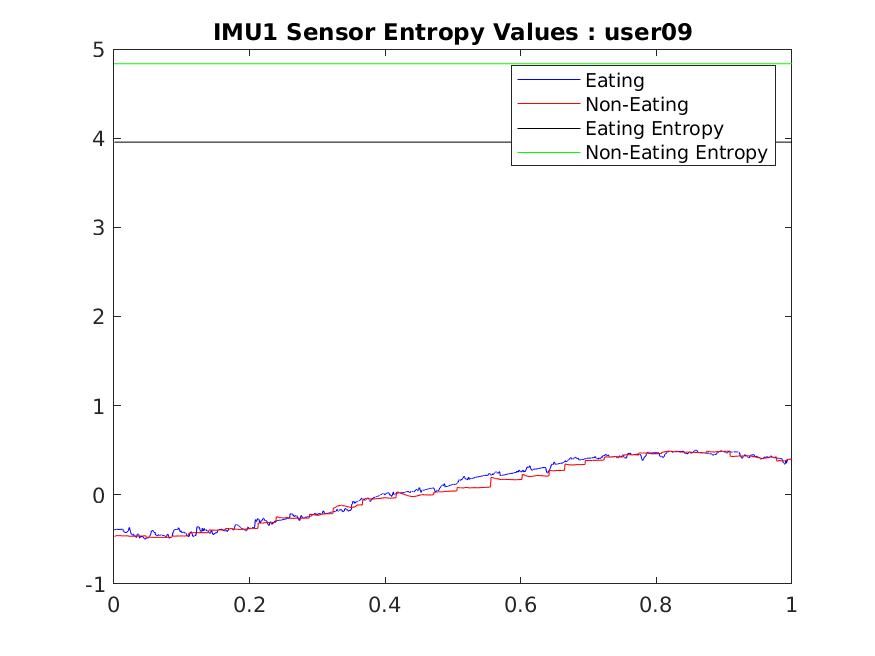 IMU1 Sensor Entropy Values : user09
5
4
3
2
1
0
-1
0 0.2 0.4 0.6 0.8 1
Eating
Non-Eating
Eating Entropy
Non-Eating Entropy